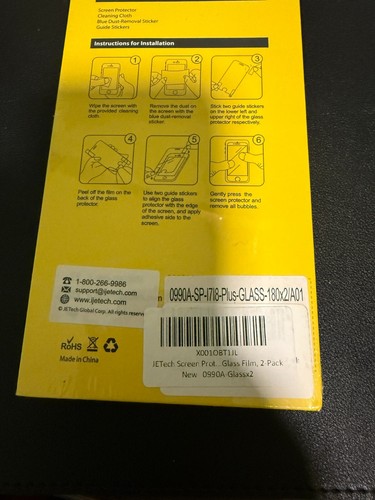 Screen Protector
Cleaning Cloth
Blue Dust-Removal Sticker
Guide Stickers
Instructions for Installation
1
2
3
Wipe the screen with
the provided cleaning
cloth.
Remove the dust on
the screen with the
blue dust-removal
sticker.
Stick two guide stickers
on the lower left and
upper right of the glass
protector respectively.
4
5
6
Peel off the film on the
back of the glass
protector.
Use two guide stickers
to align the glass
protector with the edge
of the screen, and apply
adhesive side to the
screen.
Gently press the
screen protector and
remove all bubbles.
1-800-266-9986
support@ijetech.com
www.ijetech.com
© JETech Global Corp. All rights reserve
0990A-SP-I7I8-Plus-GLASS-180x2/A01
JETech Screen Prot... Glass Film, 2-Pack
New 0990A-Glassx2
RoHS
Made in China